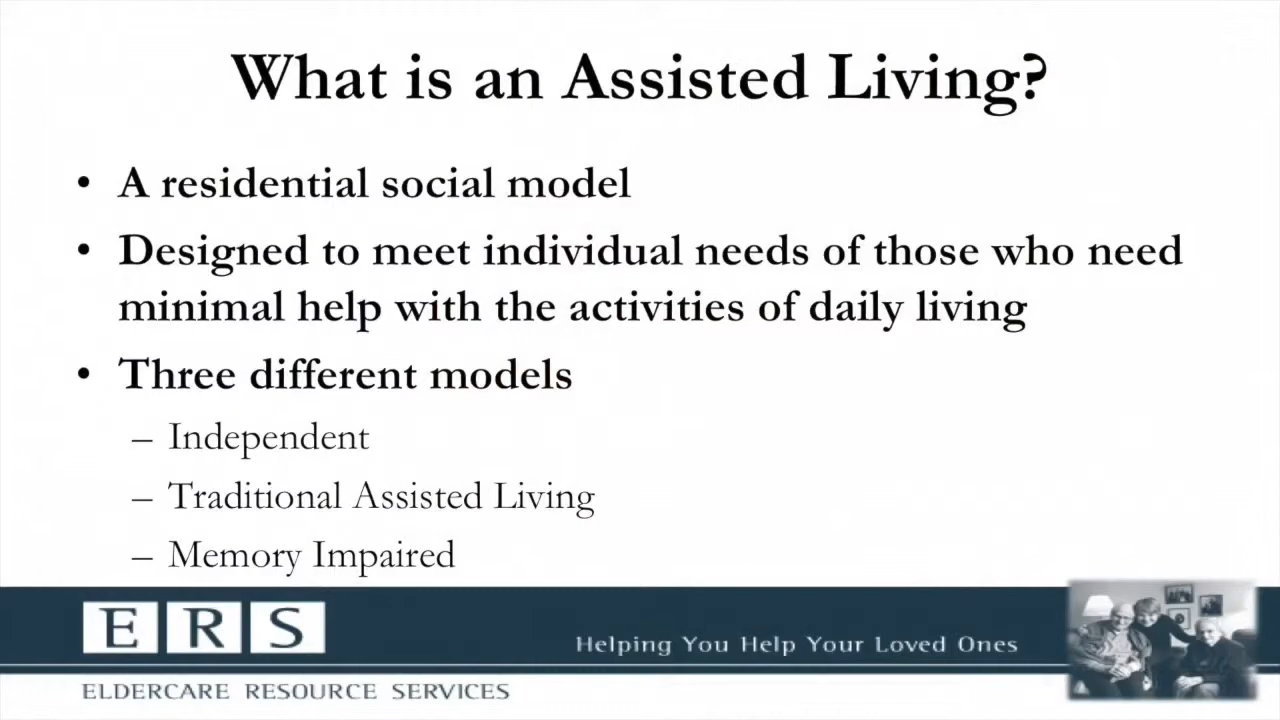 What is an Assisted Living?
• A residential social model
• Designed to meet individual needs of those who need
minimal help with the activities of daily living
• Three different models
– Independent
– Traditional Assisted Living
– Memory Impaired
ERS
Helping You Help Your Loved Ones
ELDERCARE RESOURCE SERVICES